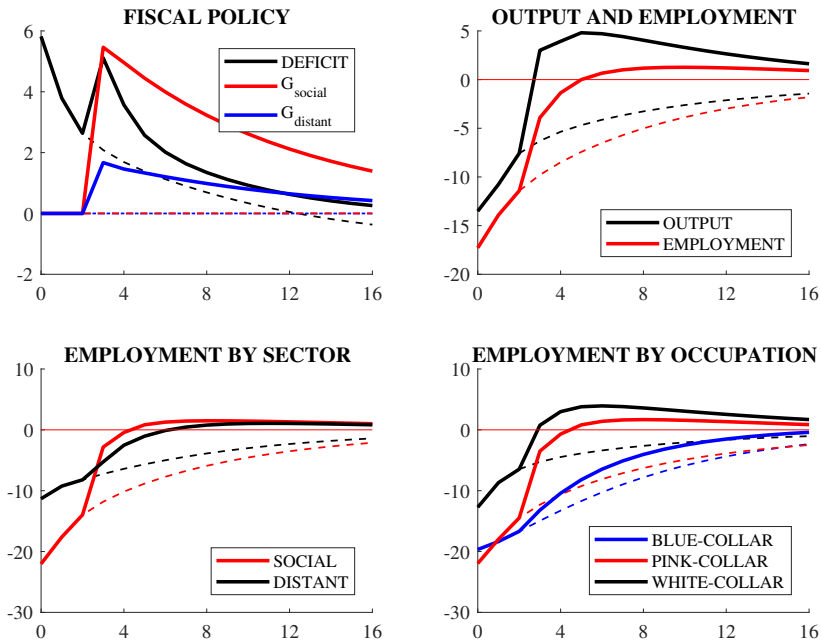 FISCAL POLICY
6
4
2
0
-2
0
4
8
12
16
DEFICIT
G_social
G_distant
OUTPUT AND EMPLOYMENT
5
0
-5
-10
-15
-20
0
4
8
12
16
OUTPUT
EMPLOYMENT
EMPLOYMENT BY SECTOR
10
0
-10
-20
-30
0
4
8
12
16
SOCIAL
DISTANT
EMPLOYMENT BY OCCUPATION
10
0
-10
-20
-30
0
4
8
12
16
BLUE-COLLAR
PINK-COLLAR
WHITE-COLLAR